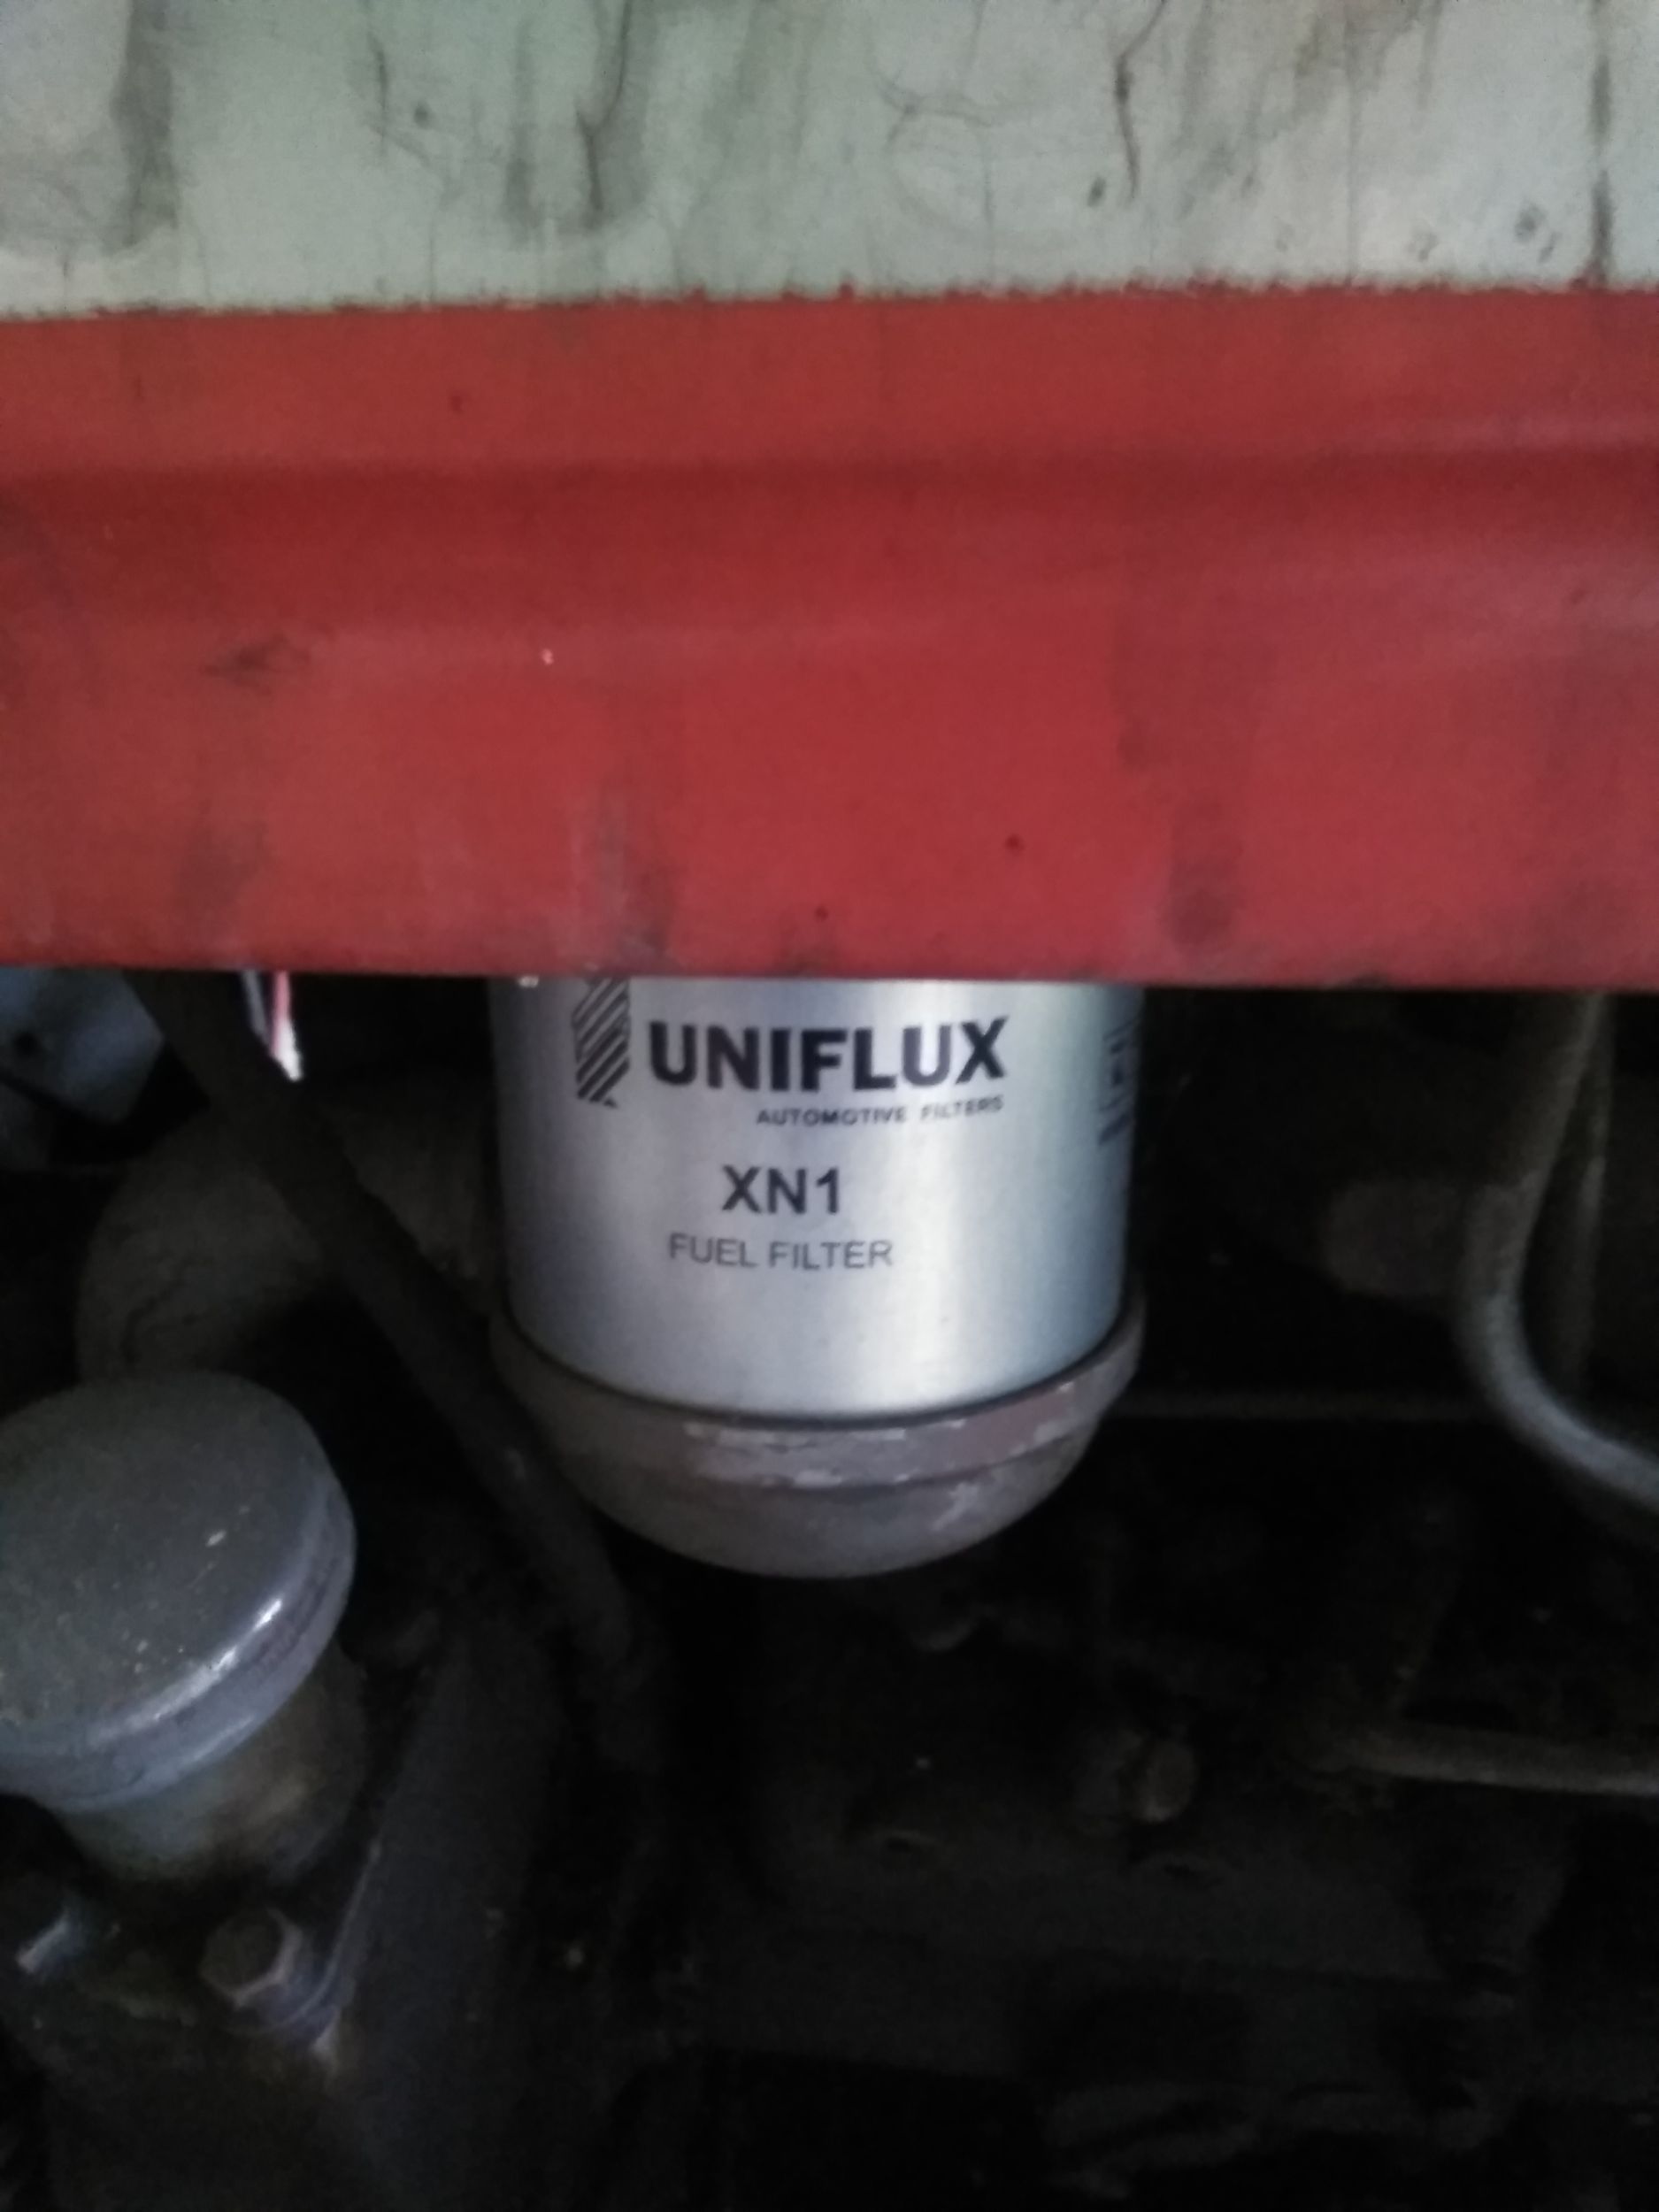 UNIFLUX
AUTOMOTIVE FILTERS
XN1
FUEL FILTER